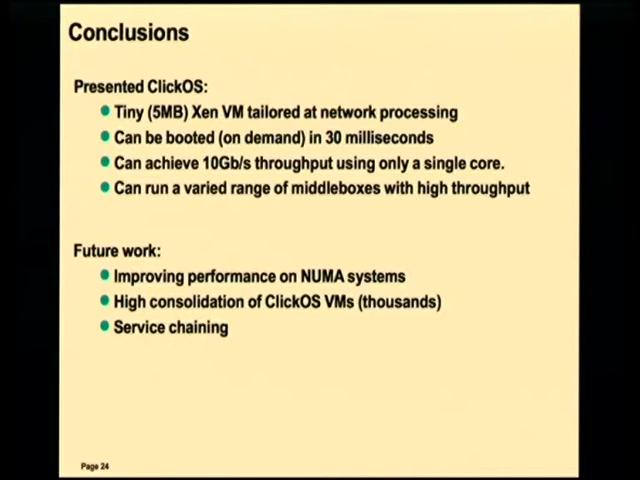 Conclusions
Presented ClickOS:
Tiny (5MB) Xen VM tailored at network processing
Can be booted (on demand) in 30 milliseconds
Can achieve 10Gb/s throughput using only a single core.
Can run a varied range of middleboxes with high throughput
Future work:
Improving performance on NUMA systems
High consolidation of ClickOS VMs (thousands)
Service chaining
Page 24